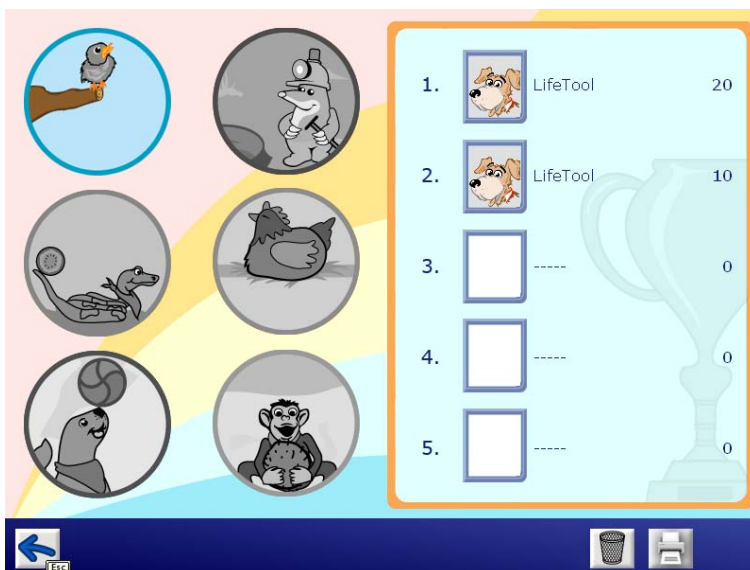 1. LifeTool 20
2. LifeTool 10
3. ----- 0
4. ----- 0
5. ----- 0
Esc